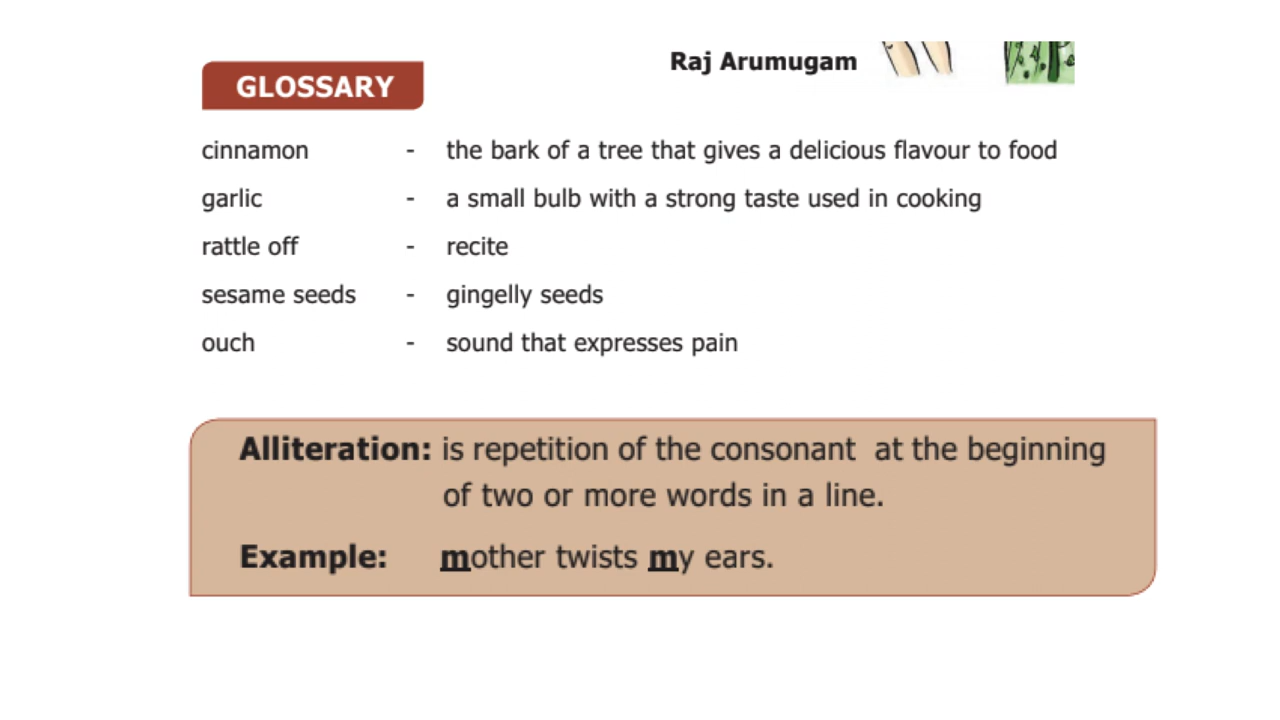 Raj Arumugam
GLOSSARY
cinnamon - the bark of a tree that gives a delicious flavour to food
garlic - a small bulb with a strong taste used in cooking
rattle off - recite
sesame seeds - gingelly seeds
ouch - sound that expresses pain
Alliteration: is repetition of the consonant at the beginning
of two or more words in a line.
Example: mother twists my ears.